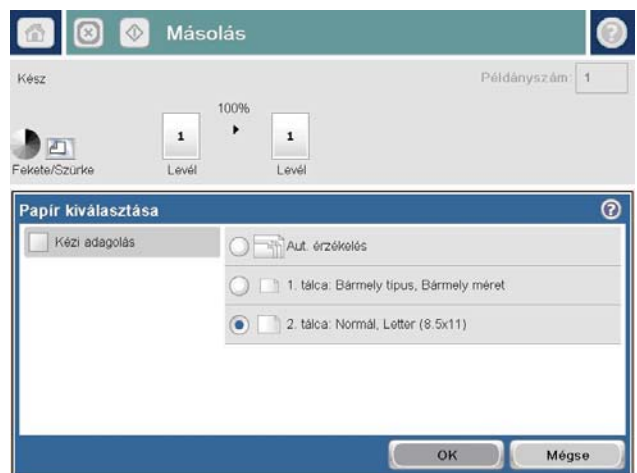 Másolás
Kész
Példányszám: 1
100%
1 1
Fekete/Szürke Levél Levél
Papír kiválasztása
Kézi adagolás
Aut. érzékelés
1. tálca: Bármely típus, Bármely méret
2. tálca: Normál, Letter (8.5x11)
OK Mégse